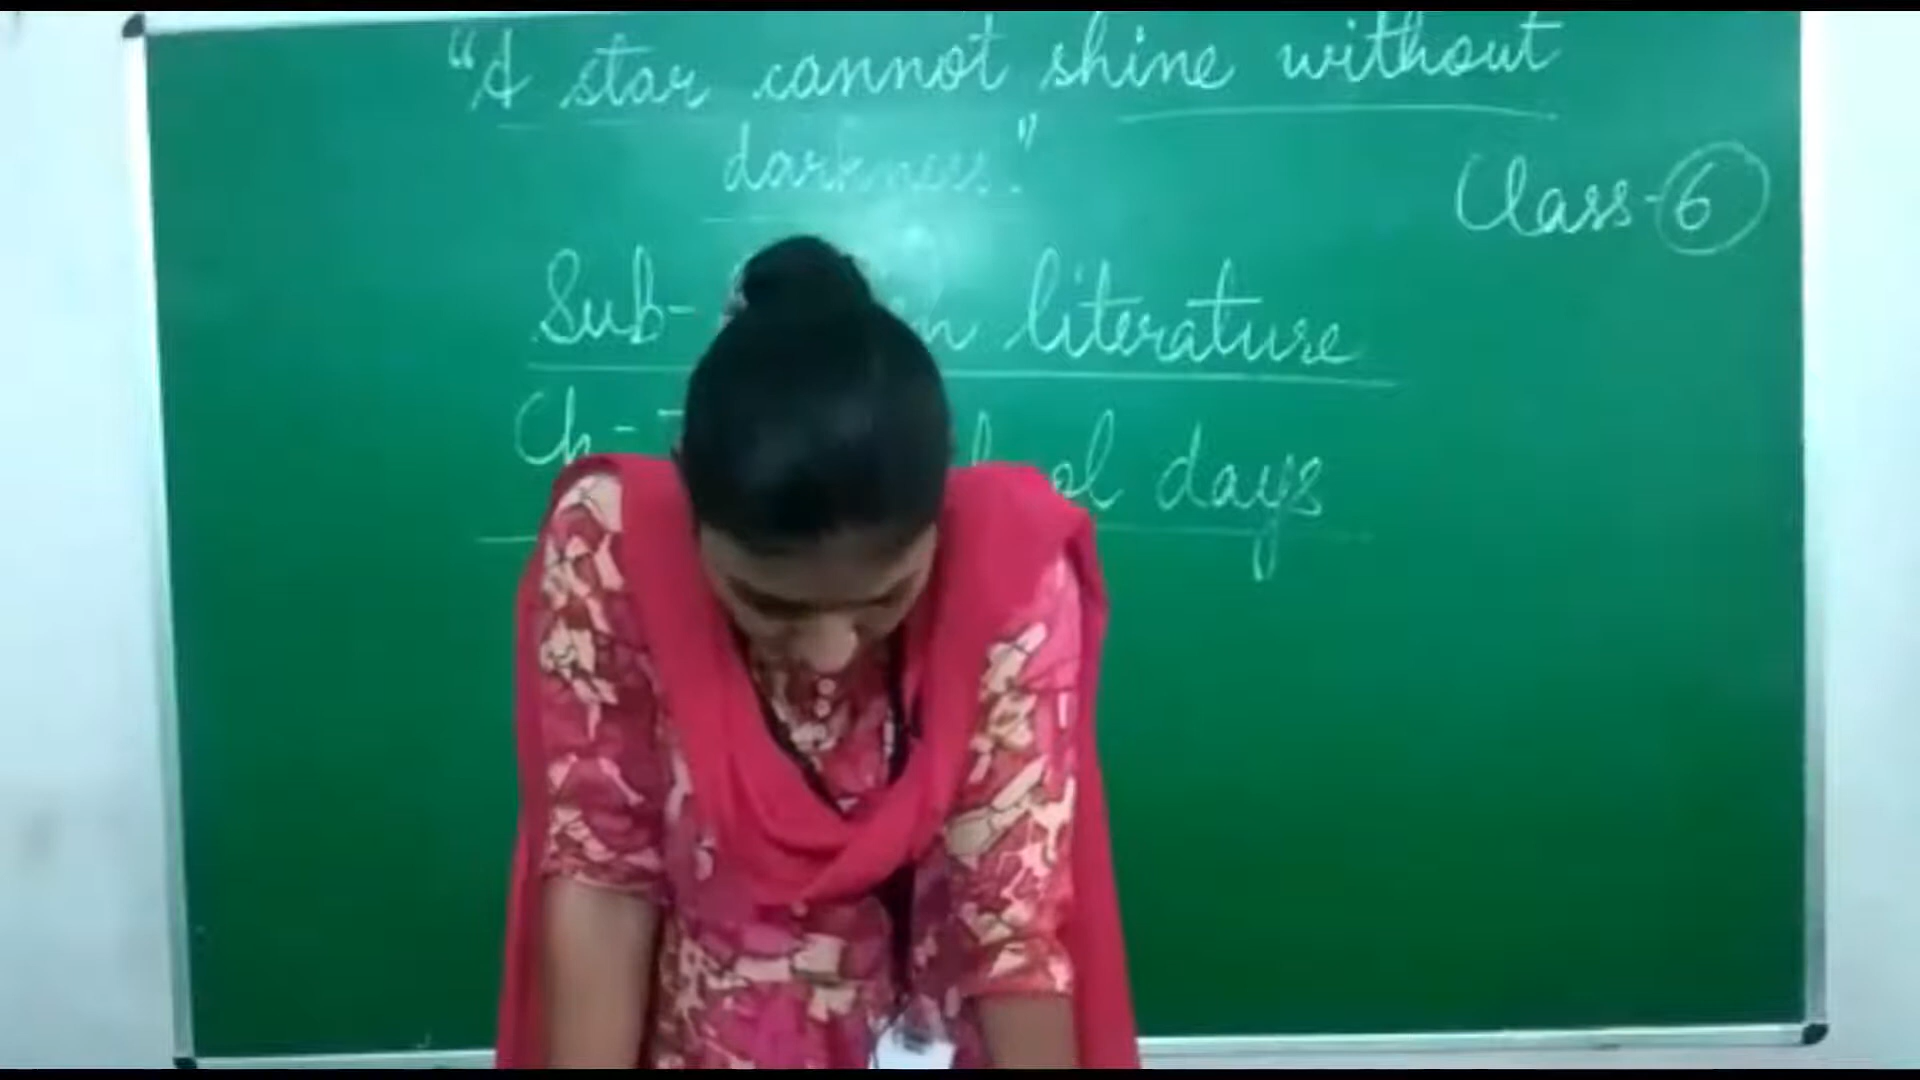 "A star cannot shine without
darkness."
Class-6
Sub- literature
Ch- days